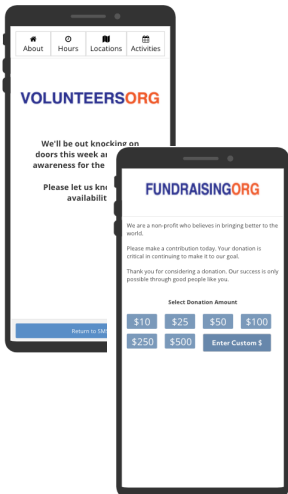 About Hours Locations Activities
VOLUNTEERSORG
We'll be out knocking on
doors this week
awareness for the
Please let us
FUNDRAISINGORG
We are a non-profit who believes in bringing better to the
world.
Please make a contribution today. Your donation is
critical in continuing to make it to our goal.
Thank you for considering a donation. Our success is only
possible through good people like you.
Select Donation Amount
$10 $25 $50 $100
$250 $500 Enter Custom $
Return to